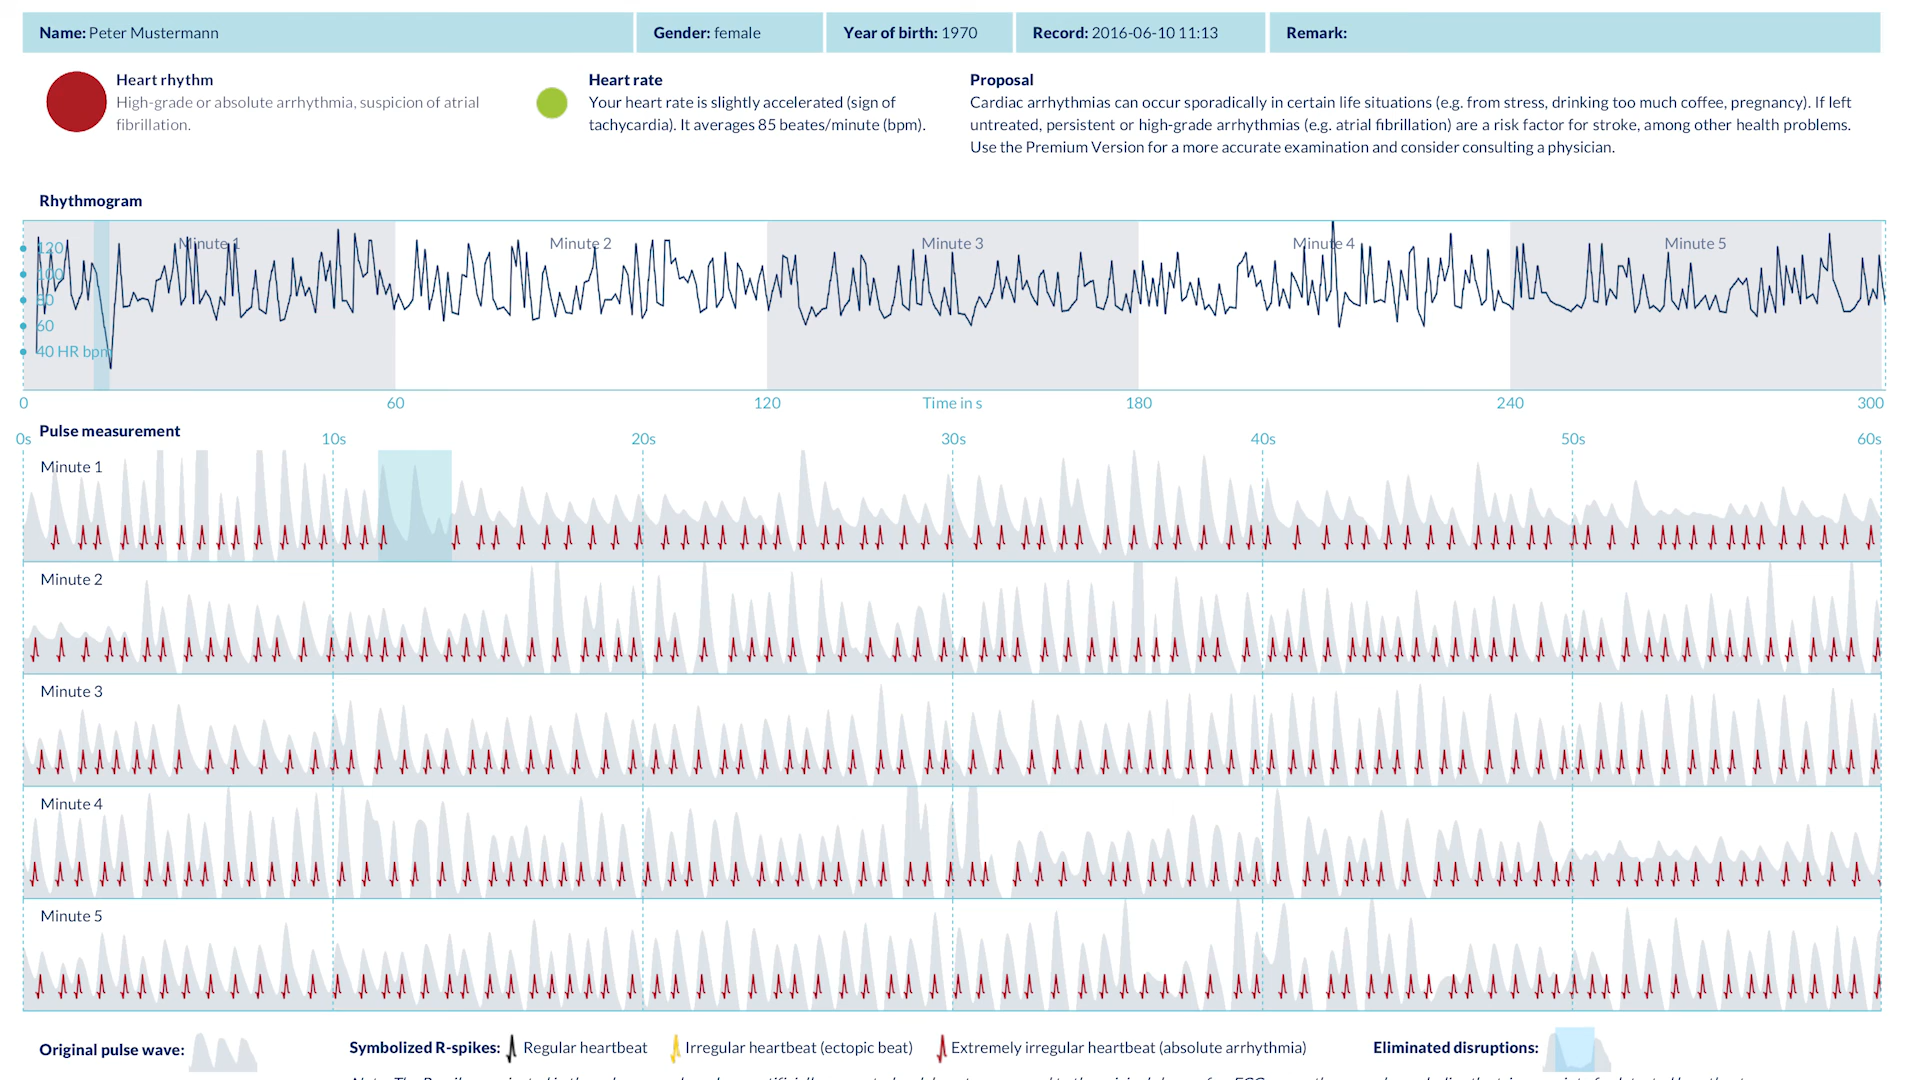 Name: Peter Mustermann
Gender: female
Year of birth: 1970
Record: 2016-06-10 11:13
Remark:
Heart rhythm
High-grade or absolute arrhythmia, suspicion of atrial
fibrillation.
Heart rate
Your heart rate is slightly accelerated (sign of
tachycardia). It averages 85 beates/minute (bpm).
Proposal
Cardiac arrhythmias can occur sporadically in certain life situations (e.g. from stress, drinking too much coffee, pregnancy). If left
untreated, persistent or high-grade arrhythmias (e.g. atrial fibrillation) are a risk factor for stroke, among other health problems.
Use the Premium Version for a more accurate examination and consider consulting a physician.
Rhythmogram
Minute 1
Minute 2
Minute 3
Minute 4
Minute 5
120
100
80
60
40 HR bpm
0
60
120
Time in s
180
240
300
Pulse measurement
0s
10s
20s
30s
40s
50s
60s
Minute 1
Minute 2
Minute 3
Minute 4
Minute 5
Original pulse wave:
Symbolized R-spikes:
Regular heartbeat
Irregular heartbeat (ectopic beat)
Extremely irregular heartbeat (absolute arrhythmia)
Eliminated disruptions: